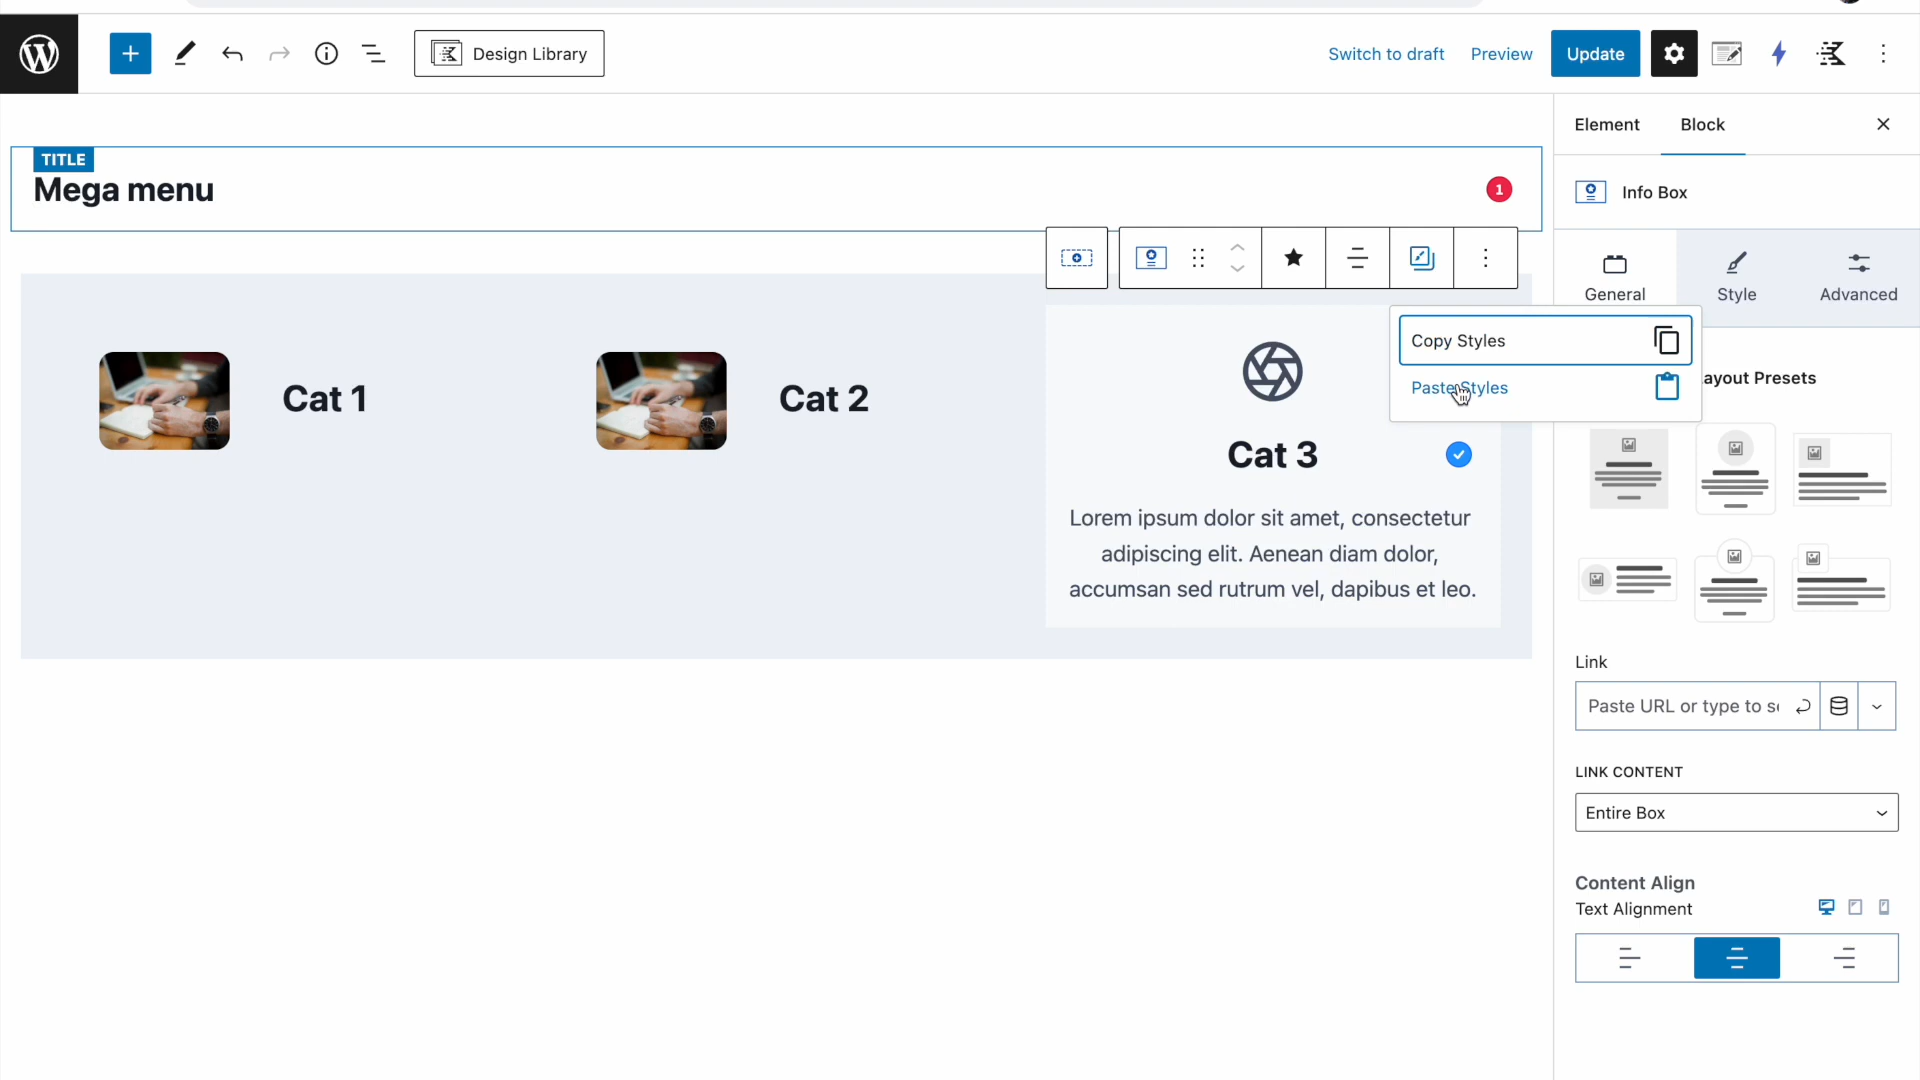 Design Library
Switch to draft
Preview
Update
Element
Block
TITLE
Mega menu
1
Info Box
General
Style
Advanced
Copy Styles
Paste Styles
ayout Presets
Cat 1
Cat 2
Cat 3
Lorem ipsum dolor sit amet, consectetur
adipiscing elit. Aenean diam dolor,
accumsan sed rutrum vel, dapibus et leo.
Link
Paste URL or type to s
LINK CONTENT
Entire Box
Content Align
Text Alignment